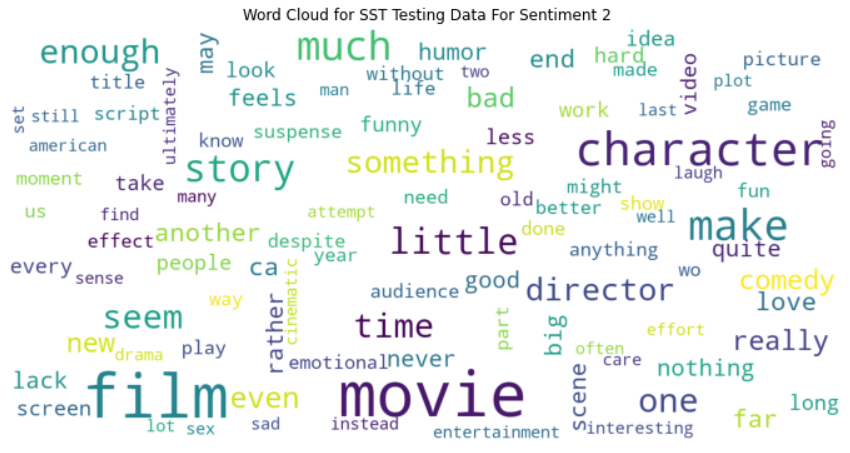 Word Cloud for SST Testing Data For Sentiment 2
enough
may
much
humor
end
hard
idea
made
video
picture
title
look
without
two
plot
set
still
script
ultimately
feels
man
life
bad
work
last
game
american
know
suspense
funny
less
character
going
moment
take
story
something
laugh
many
us
find
attempt
need
old
better
might
show
well
fun
make
effect
another
despite
year
little
done
anything
quite
every
sense
people
ca
cinematic
audience
good
director
wo
comedy
love
way
rather
seem
time
part
big
effort
really
new
drama
play
emotional
never
often
care
nothing
lack
screen
film
even
movie
scene
one
far
long
lot
sex
sad
instead
entertainment
interesting